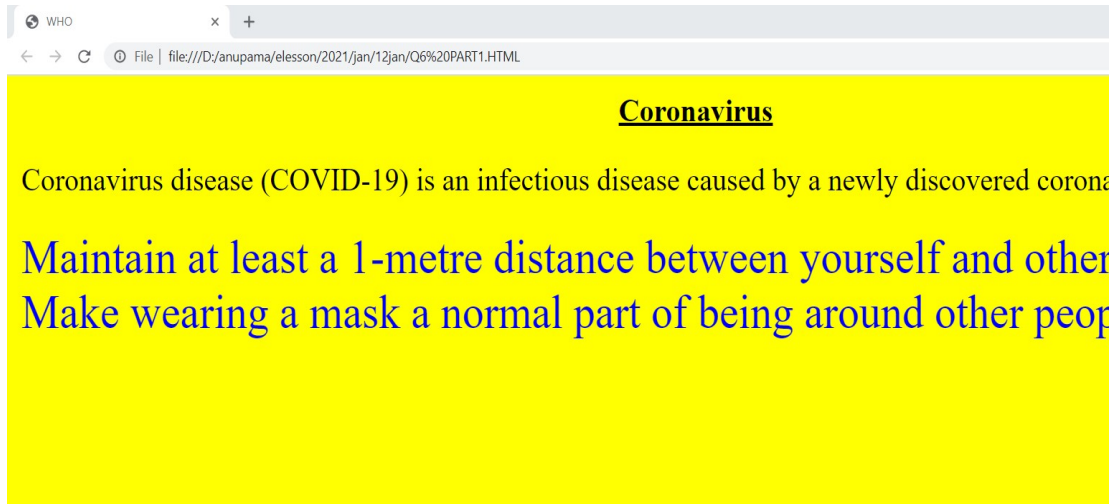 WHO
File file:///D:/anupama/elesson/2021/jan/12jan/Q6%20PART1.HTML
Coronavirus
Coronavirus disease (COVID-19) is an infectious disease caused by a newly discovered
Maintain at least a 1-metre distance between yourself and other
Make wearing a mask a normal part of being around other